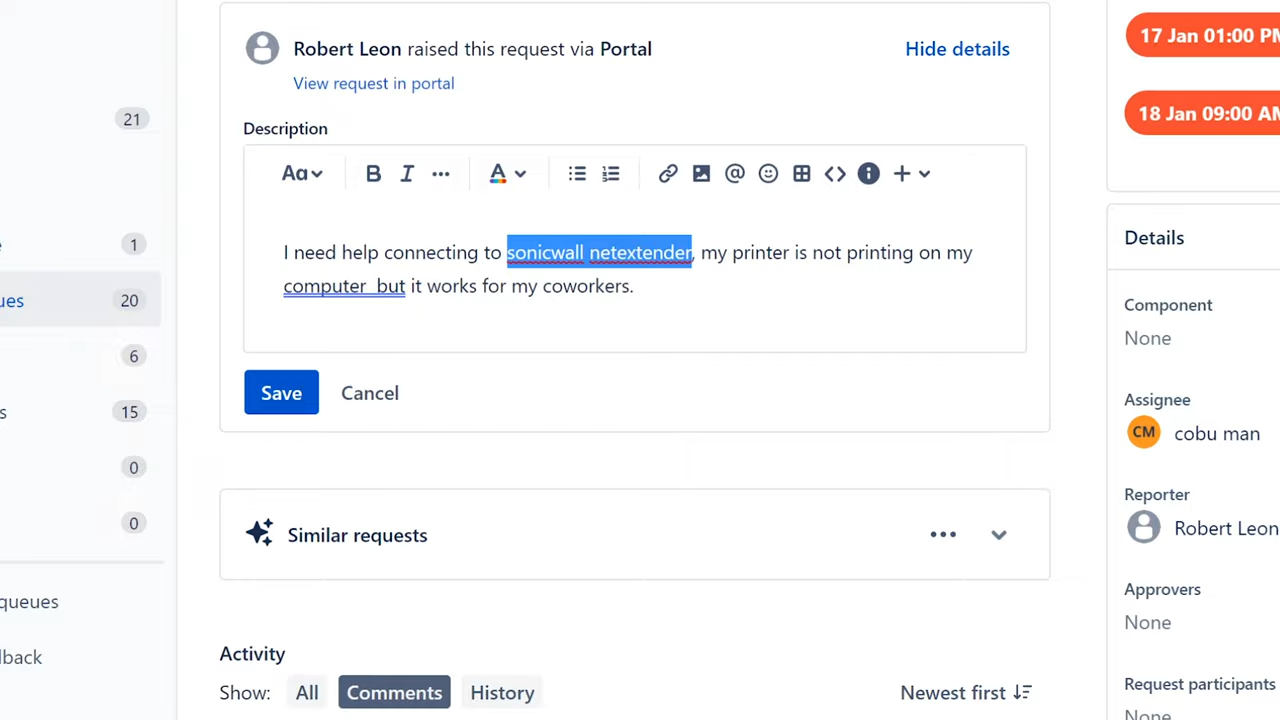 21
1
ues 20
6
s 15
0
0
queues
lback
Robert Leon raised this request via Portal
Hide details
View request in portal
Description
Aa B I ... A @ <> i +
I need help connecting to sonicwall netextender, my printer is not printing on my
computer  but it works for my coworkers.
Save Cancel
Similar requests
Activity
Show: All Comments History Newest first
17 Jan 01:00 PM
18 Jan 09:00 AM
Details
Component
None
Assignee
CM cobu man
Reporter
Robert Leon
Approvers
None
Request participants
None